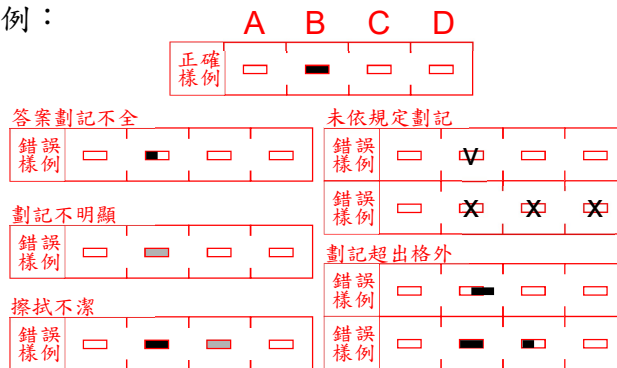 例：
A B C D
正確
樣例
答案劃記不全
錯誤
樣例
劃記不明顯
錯誤
樣例
擦拭不潔
錯誤
樣例
未依規定劃記
錯誤
樣例
V
錯誤
樣例
X X X
劃記超出格外
錯誤
樣例
錯誤
樣例